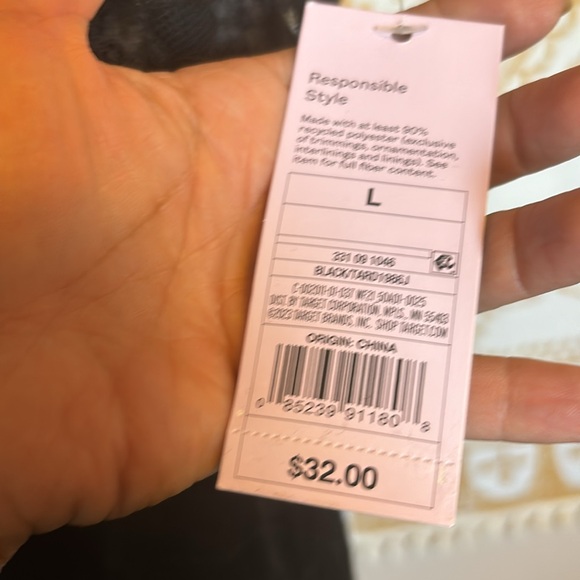 Responsible
Style
Made with at least 90%
recycled polyester (exclusive
of trimmings, ornamentation,
interlinings and linings). See
item for full fiber content.
L
331 09 1046
BLACK/TARO1986J
DIST. BY TARGET CORPORATION, MPLS., MN 55403
©2023 TARGET BRANDS, INC. SHOP TARGET.COM
ORIGIN: CHINA
0 85239 91180 8
$32.00